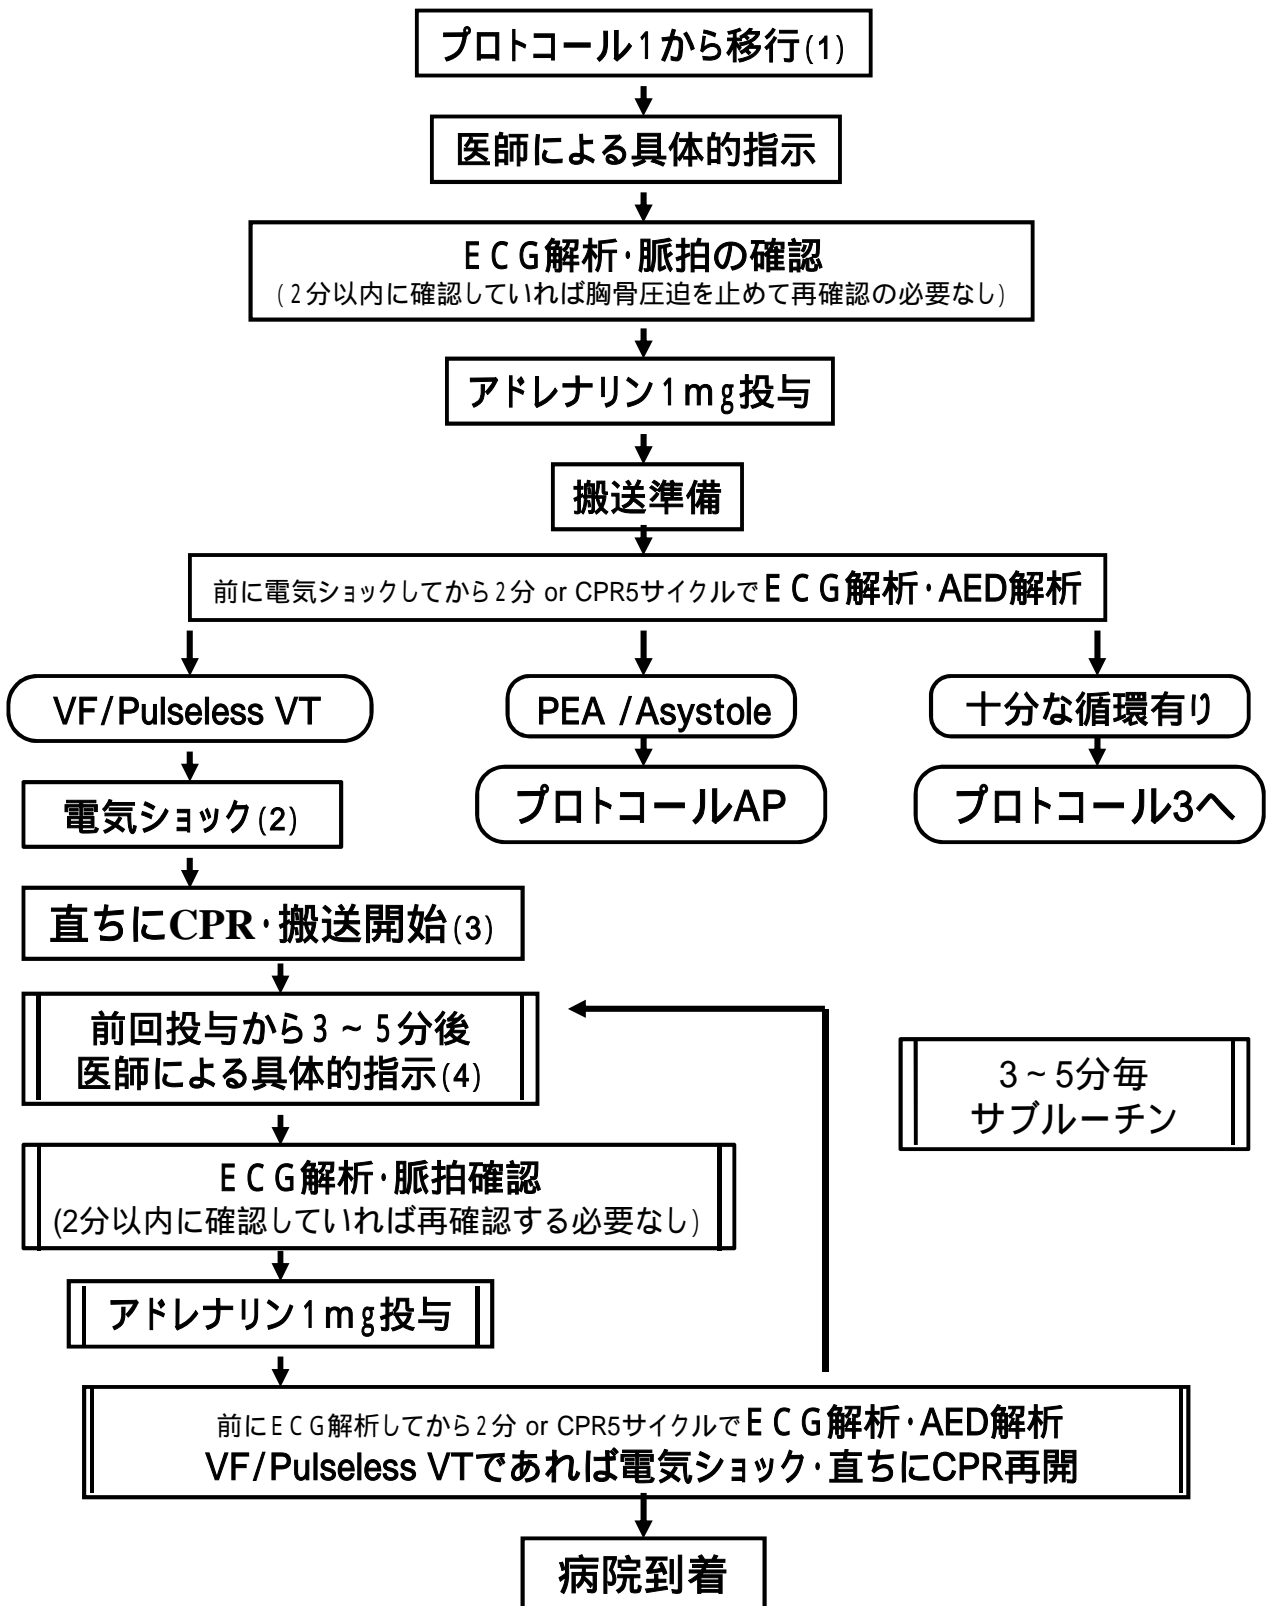 プロトコール1から移行(1)
医師による具体的指示
ECG解析・脈拍の確認
(2分以内に確認していれば胸骨圧迫を止めて再確認の必要なし)
アドレナリン1mg投与
搬送準備
前に電気ショックしてから2分 or CPR5サイクルでECG解析・AED解析
VF/Pulseless VT
PEA /Asystole
十分な循環有り
電気ショック(2)
プロトコールAP
プロトコール3へ
直ちにCPR・搬送開始(3)
前回投与から3~5分後
医師による具体的指示(4)
3~5分毎
サブルーチン
ECG解析・脈拍確認
(2分以内に確認していれば再確認する必要なし)
アドレナリン1mg投与
前にECG解析してから2分 or CPR5サイクルでECG解析・AED解析
VF/Pulseless VTであれば電気ショック・直ちにCPR再開
病院到着